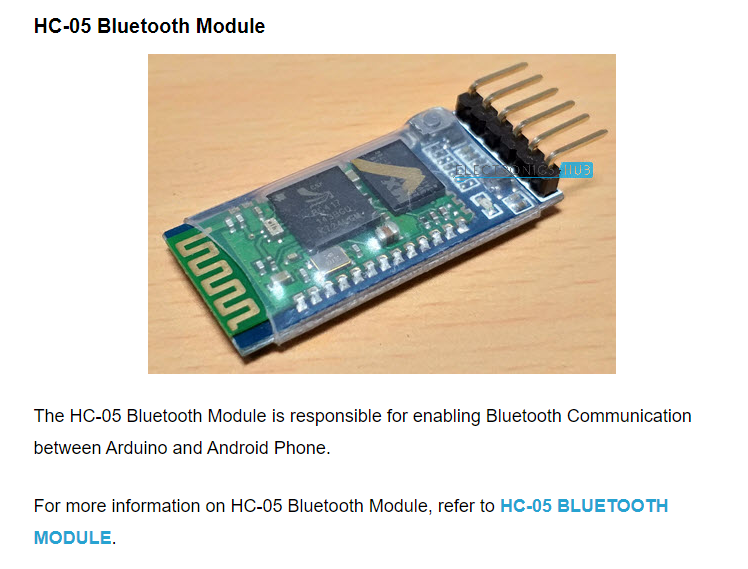 HC-05 Bluetooth Module
ELECTRONICS HUB
The HC-05 Bluetooth Module is responsible for enabling Bluetooth Communication
between Arduino and Android Phone.
For more information on HC-05 Bluetooth Module, refer to HC-05 BLUETOOTH
MODULE.